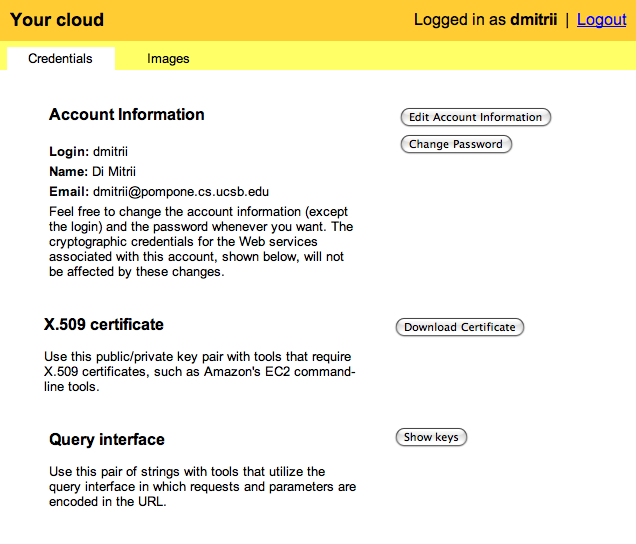 Your cloud
Logged in as dmitrii | Logout
Credentials
Images
Account Information
Edit Account Information
Change Password
Login: dmitrii
Name: Di Mitrii
Email: dmitrii@pompone.cs.ucsb.edu
Feel free to change the account information (except
the login) and the password whenever you want. The
cryptographic credentials for the Web services
associated with this account, shown below, will not
be affected by these changes.
X.509 certificate
Download Certificate
Use this public/private key pair with tools that require
X.509 certificates, such as Amazon's EC2 command-
line tools.
Query interface
Show keys
Use this pair of strings with tools that utilize the
query interface in which requests and parameters are
encoded in the URL.